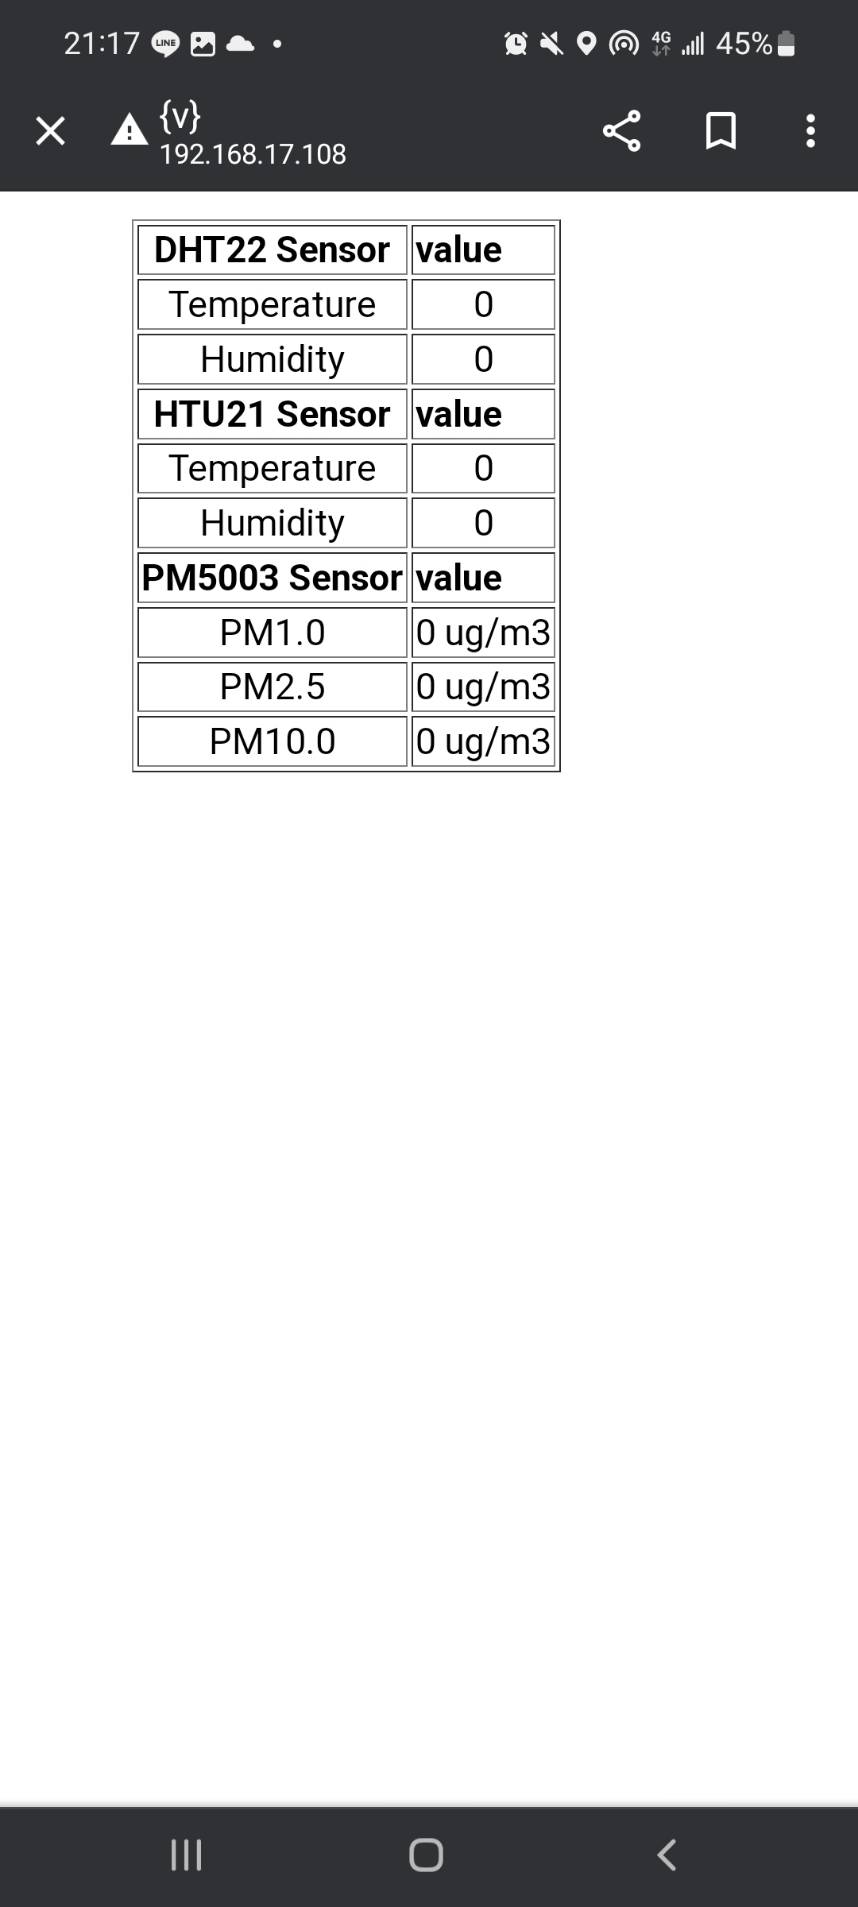 21:17 LINE 4G 45%
{v}
192.168.17.108
DHT22 Sensor value
Temperature 0
Humidity 0
HTU21 Sensor value
Temperature 0
Humidity 0
PM5003 Sensor value
PM1.0 0 ug/m3
PM2.5 0 ug/m3
PM10.0 0 ug/m3